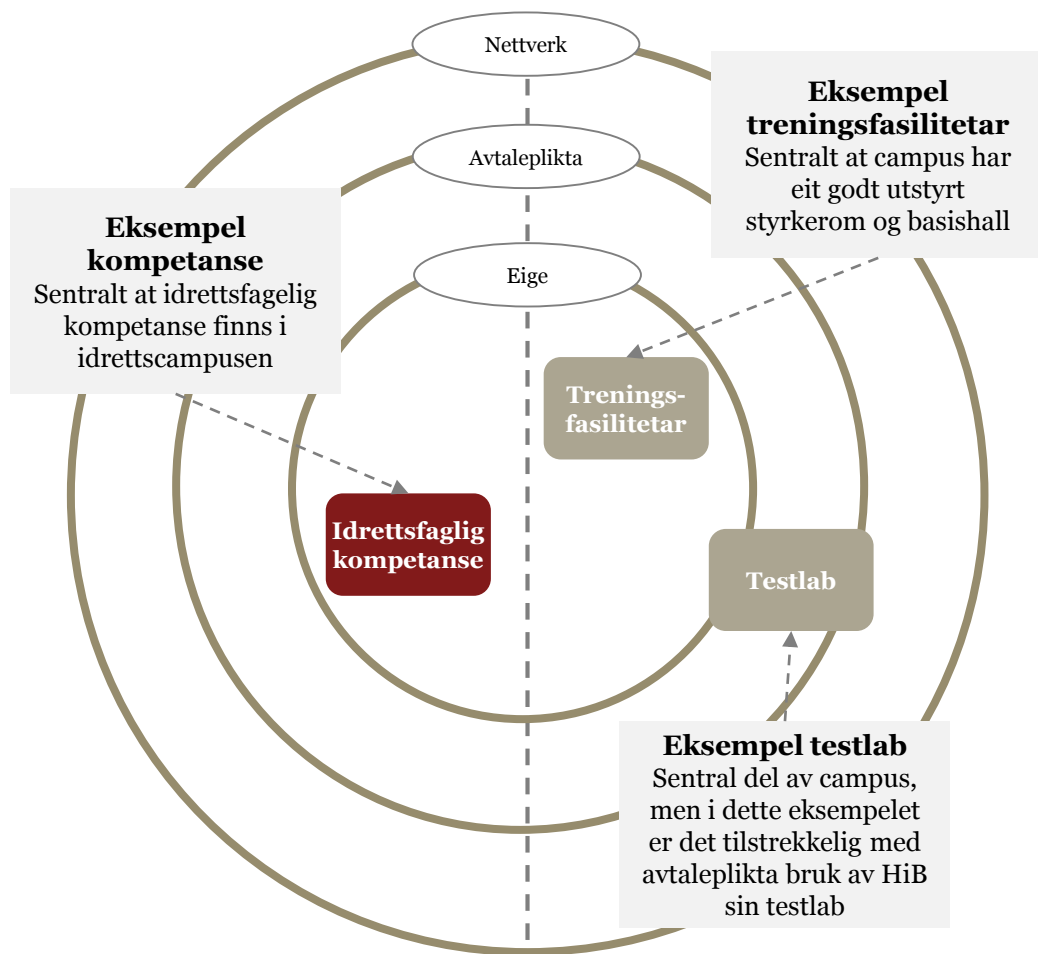 Nettverk
Eksempel
treningsfasilitetar
Sentralt at campus har
eit godt utstyrt
styrkerom og basishall
Avtaleplikta
Eksempel
kompetanse
Sentralt at idrettsfagelig
kompetanse finns i
idrettscampusen
Eige
Trenings-
fasilitetar
Idrettsfaglig
kompetanse
Testlab
Eksempel testlab
Sentral del av campus,
men i dette eksempelet
er det tilstrekkelig med
avtaleplikta bruk av HiB
sin testlab